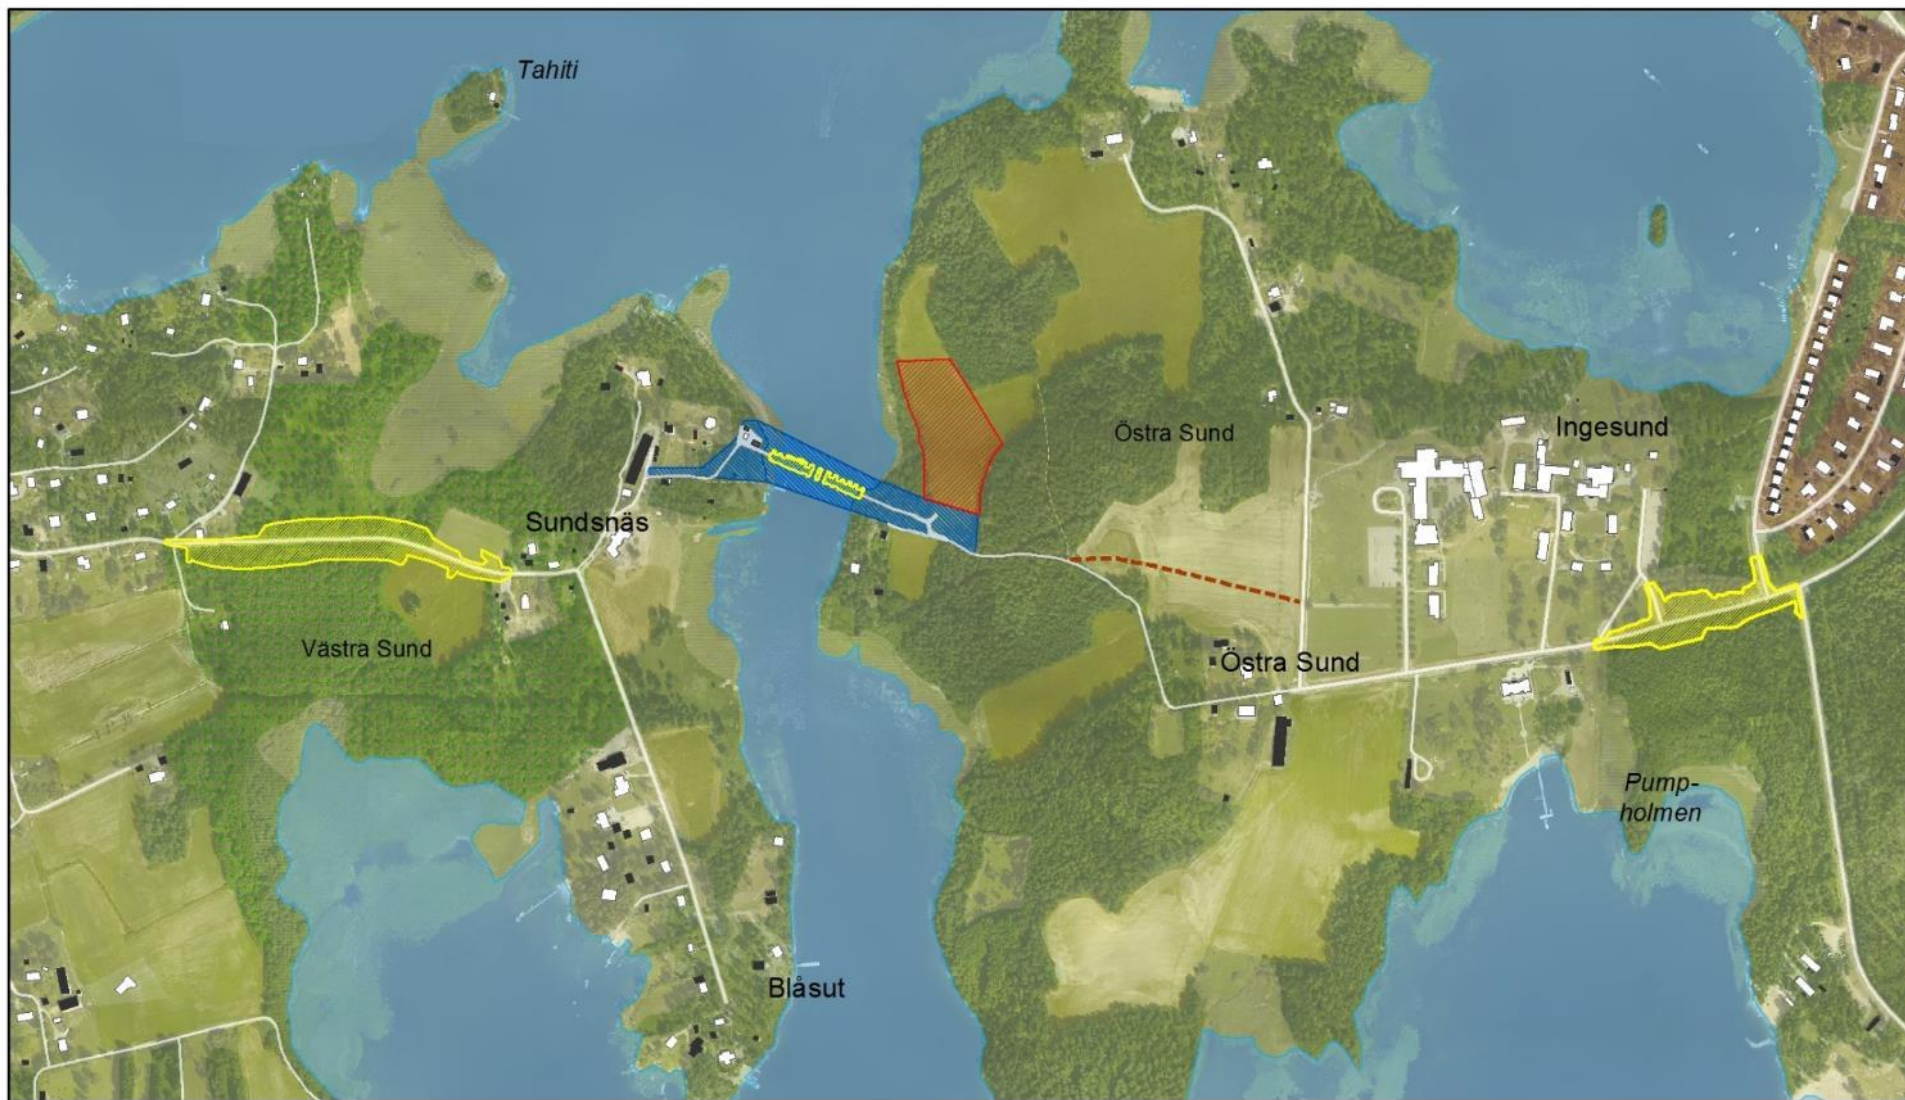 Tahiti
Östra Sund
Ingesund
Sundsnäs
Västra Sund
Östra Sund
Pump-
holmen
Blåsut